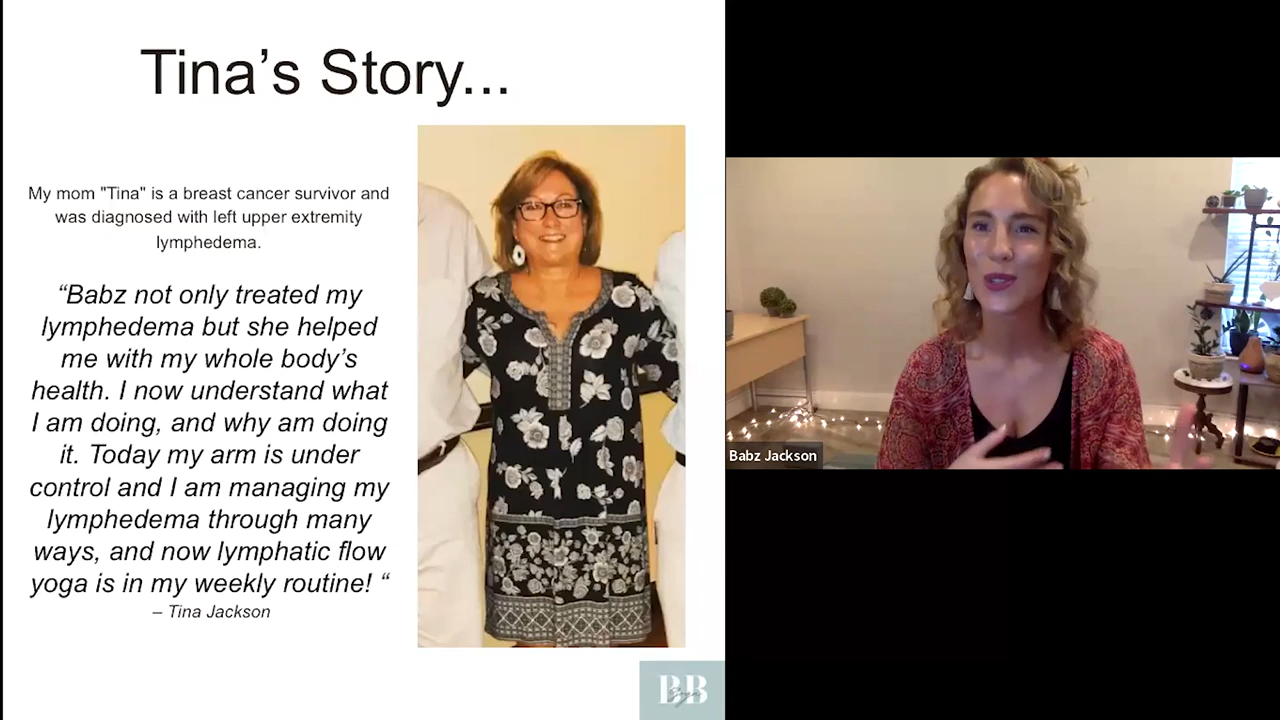 Tina’s Story...
My mom "Tina" is a breast cancer survivor and
was diagnosed with left upper extremity
lymphedema.
“Babz not only treated my
lymphedema but she helped
me with my whole body’s
health. I now understand what
I am doing, and why am doing
it. Today my arm is under
control and I am managing my
lymphedema through many
ways, and now lymphatic flow
yoga is in my weekly routine! “
– Tina Jackson
BB
Babz Jackson